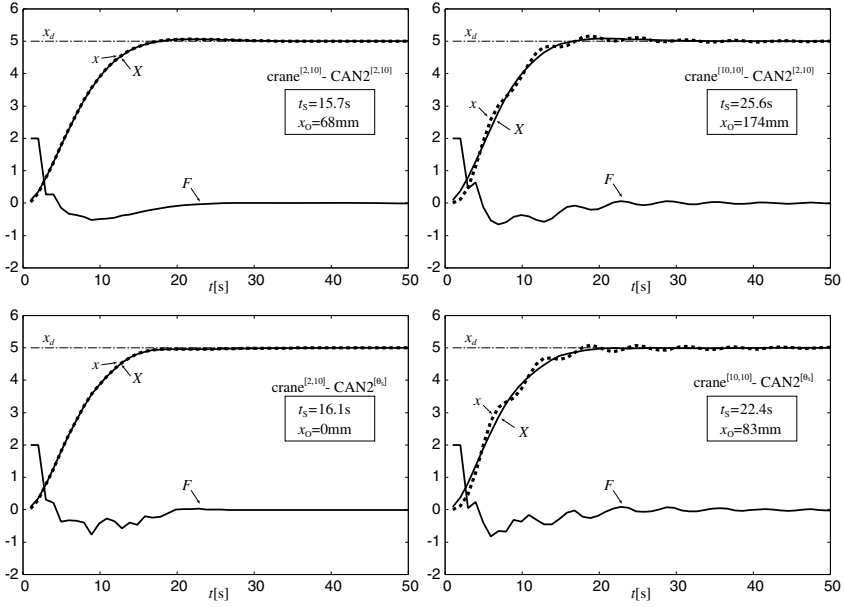 6
5
4
3
2
1
0
-1
-2
x_d
x
X
crane^[2,10]- CAN2^[2,10]
t_S=15.7s
x_O=68mm
F
0 10 20 30 40 50
t[s]
6
5
4
3
2
1
0
-1
-2
x_d
x
X
crane^[10,10]- CAN2^[2,10]
t_S=25.6s
x_O=174mm
F
0 10 20 30 40 50
t[s]
6
5
4
3
2
1
0
-1
-2
x_d
x
X
crane^[2,10]- CAN2^[θ_s]
t_S=16.1s
x_O=0mm
F
0 10 20 30 40 50
t[s]
6
5
4
3
2
1
0
-1
-2
x_d
x
X
crane^[10,10]- CAN2^[θ_s]
t_S=22.4s
x_O=83mm
F
0 10 20 30 40 50
t[s]